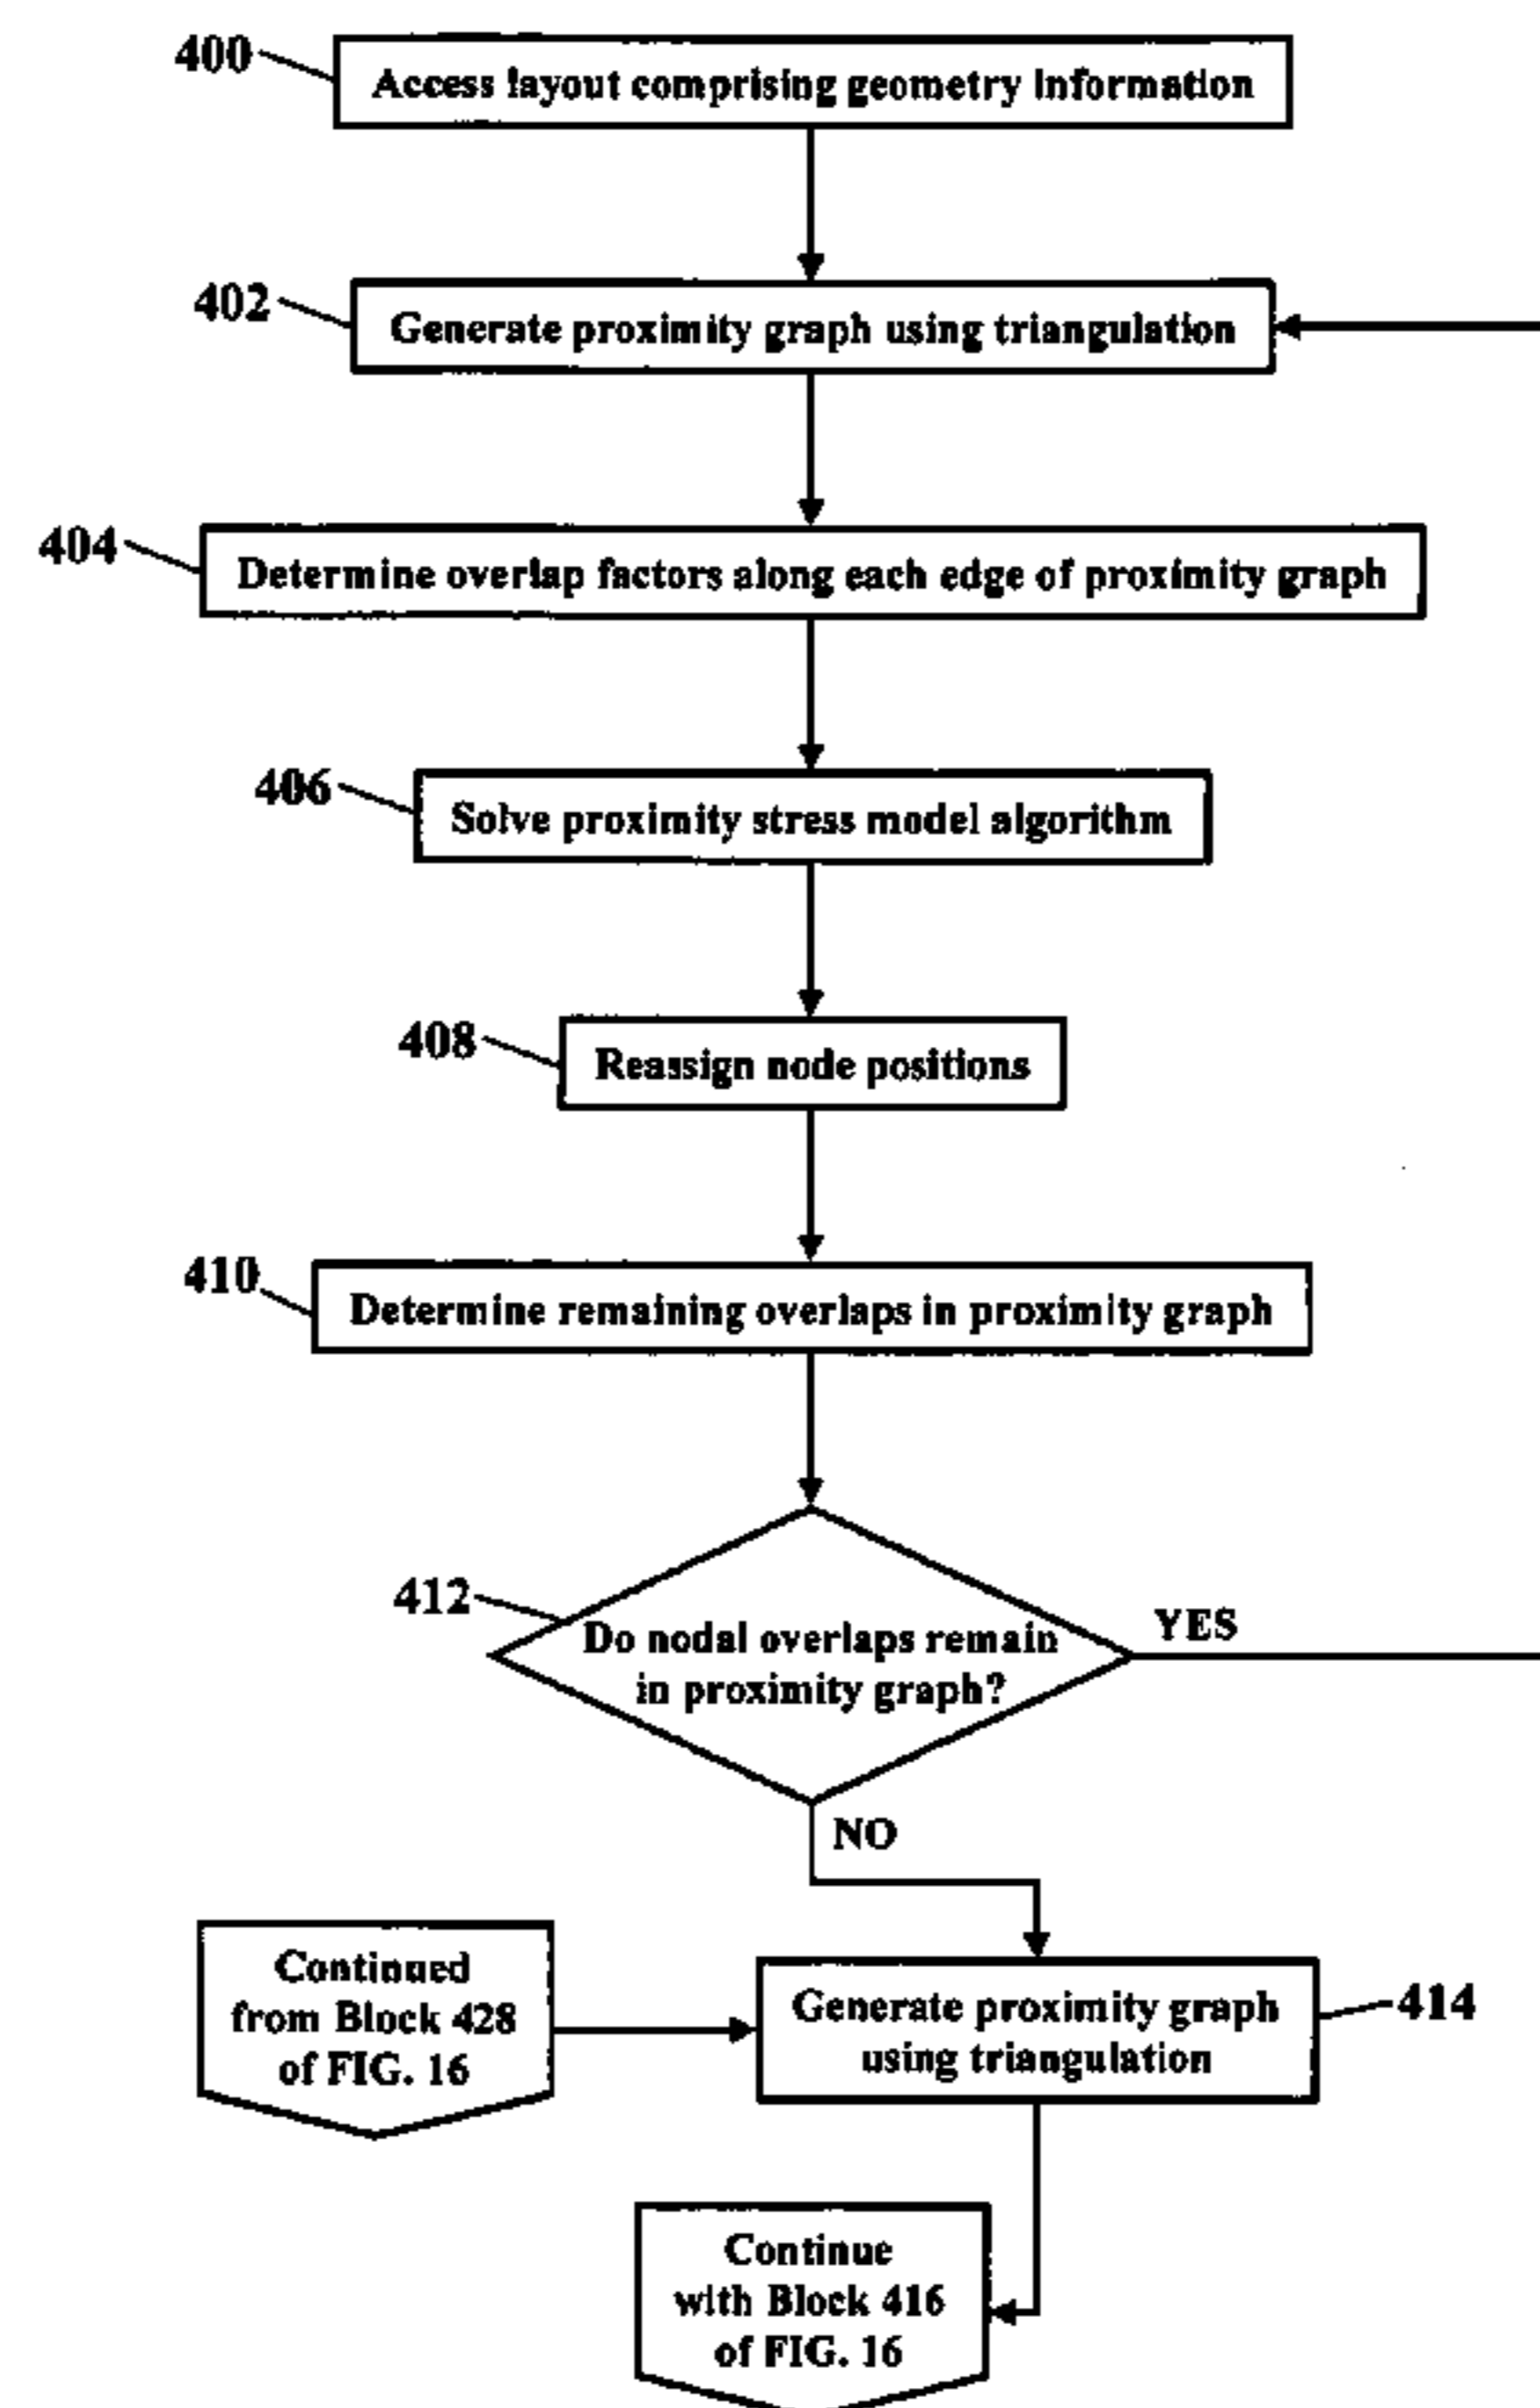 400
Access layout comprising geometry information
402
Generate proximity graph using triangulation
404
Determine overlap factors along each edge of proximity graph
406
Solve proximity stress model algorithm
408
Reassign node positions
410
Determine remaining overlaps in proximity graph
412
Do nodal overlaps remain
in proximity graph?
YES
NO
Continued
from Block 428
of FIG. 16
Generate proximity graph
using triangulation
414
Continue
with Block 416
of FIG. 16